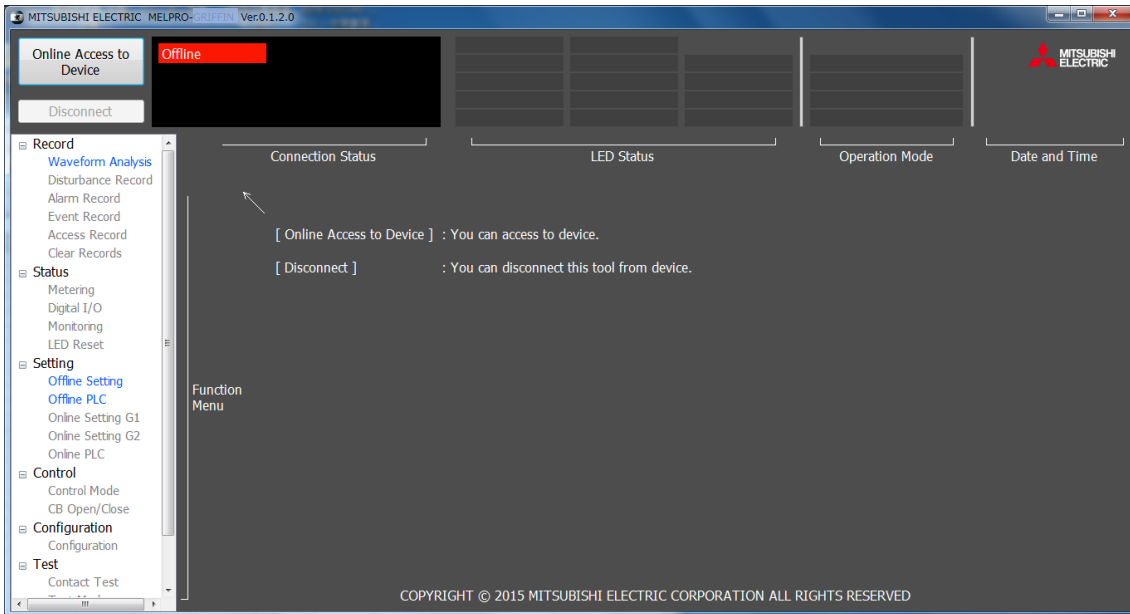 MITSUBISHI ELECTRIC MELPRO-GRIFFIN Ver.0.1.2.0
Online Access to
Device
Disconnect
Offline
MITSUBISHI
ELECTRIC
Connection Status
LED Status
Operation Mode
Date and Time
Record
Waveform Analysis
Disturbance Record
Alarm Record
Event Record
Access Record
Clear Records
Status
Metering
Digital I/O
Monitoring
LED Reset
Setting
Offline Setting
Offline PLC
Online Setting G1
Online Setting G2
Online PLC
Control
Control Mode
CB Open/Close
Configuration
Configuration
Test
Contact Test
[ Online Access to Device ] : You can access to device.
[ Disconnect ] : You can disconnect this tool from device.
Function
Menu
COPYRIGHT © 2015 MITSUBISHI ELECTRIC CORPORATION ALL RIGHTS RESERVED